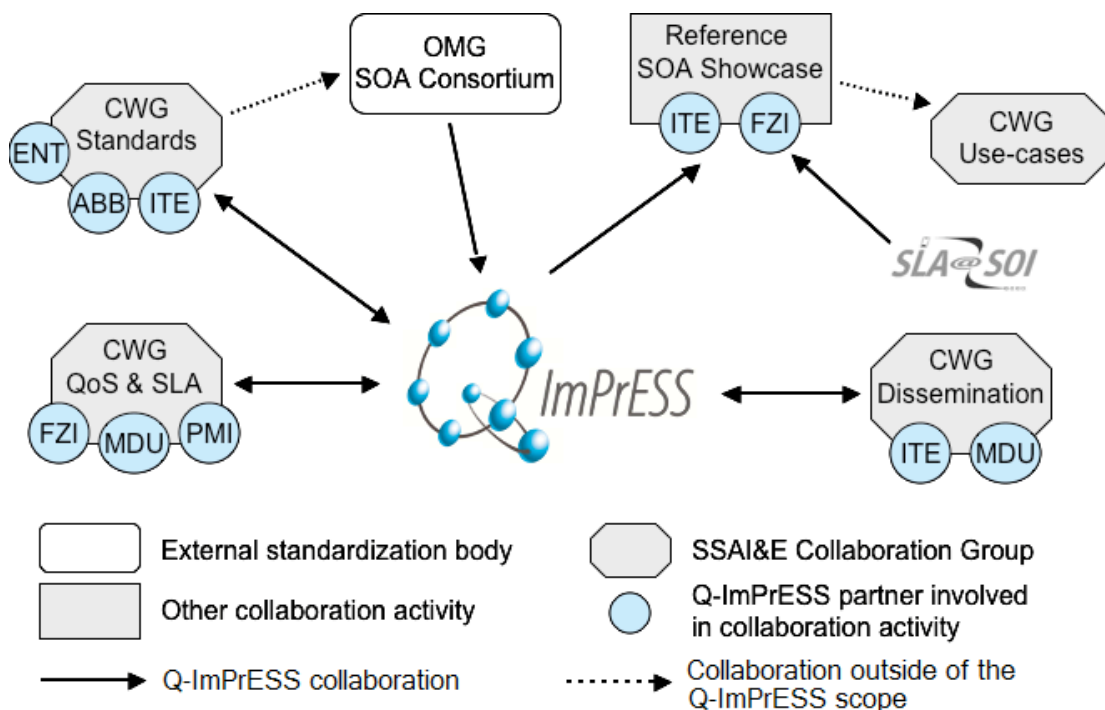 OMG
SOA Consortium
Reference
SOA Showcase
ITE
FZI
CWG
Standards
ENT
ABB
ITE
CWG
Use-cases
SLA@SOI
CWG
QoS & SLA
FZI
MDU
PMI
ImPrESS
CWG
Dissemination
ITE
MDU
External standardization body
SSAI&E Collaboration Group
Other collaboration activity
Q-ImPrESS partner involved
in collaboration activity
Q-ImPrESS collaboration
Collaboration outside of the
Q-ImPrESS scope